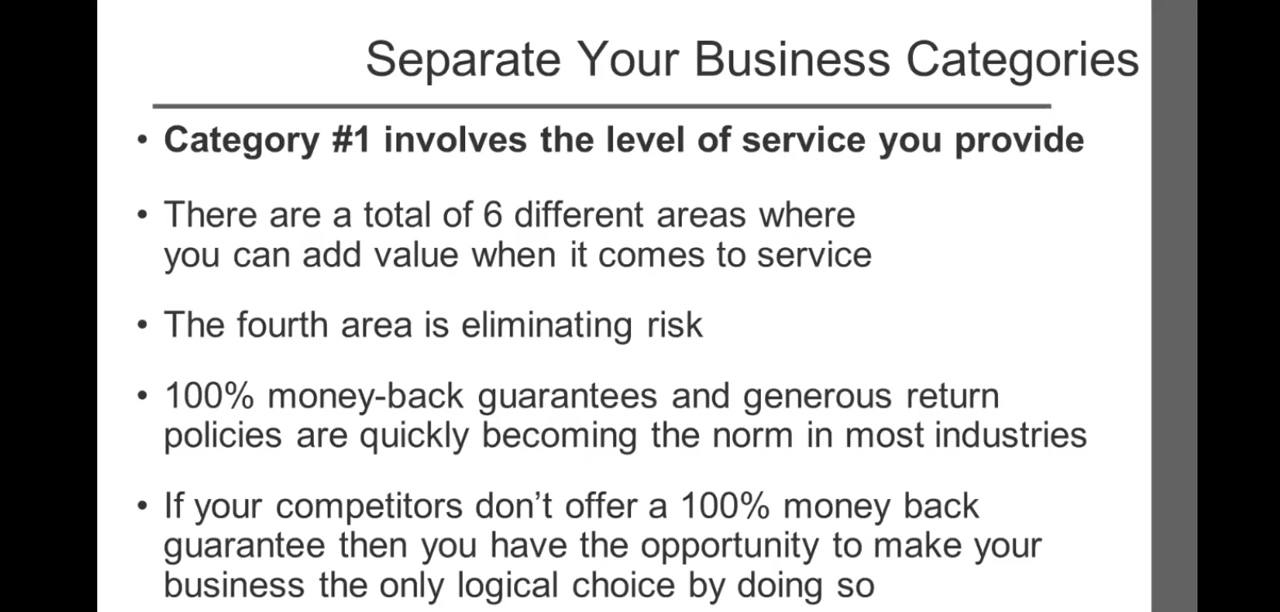 Separate Your Business Categories
• Category #1 involves the level of service you provide
• There are a total of 6 different areas where
you can add value when it comes to service
• The fourth area is eliminating risk
• 100% money-back guarantees and generous return
policies are quickly becoming the norm in most industries
• If your competitors don’t offer a 100% money back
guarantee then you have the opportunity to make your
business the only logical choice by doing so